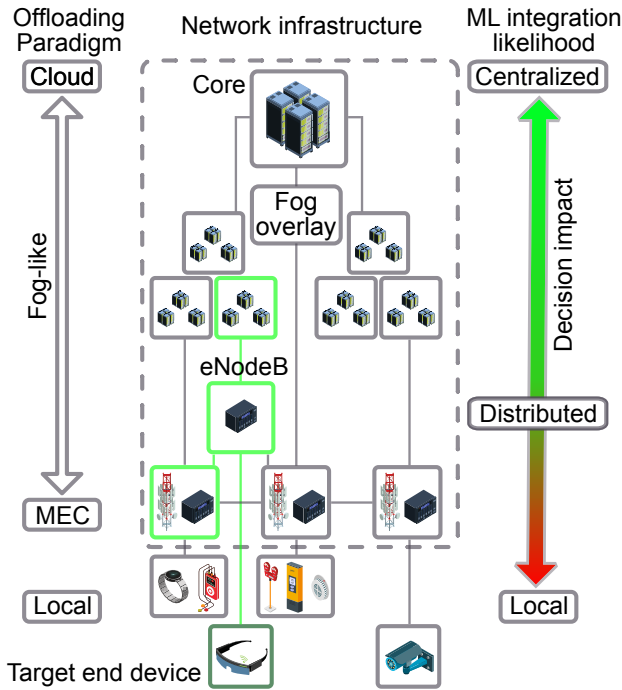 Offloading
Paradigm
Network infrastructure
ML integration
likelihood
Cloud
Core
Centralized
Fog
overlay
Fog-like
Decision impact
eNodeB
Distributed
MEC
Local
Local
Target end device